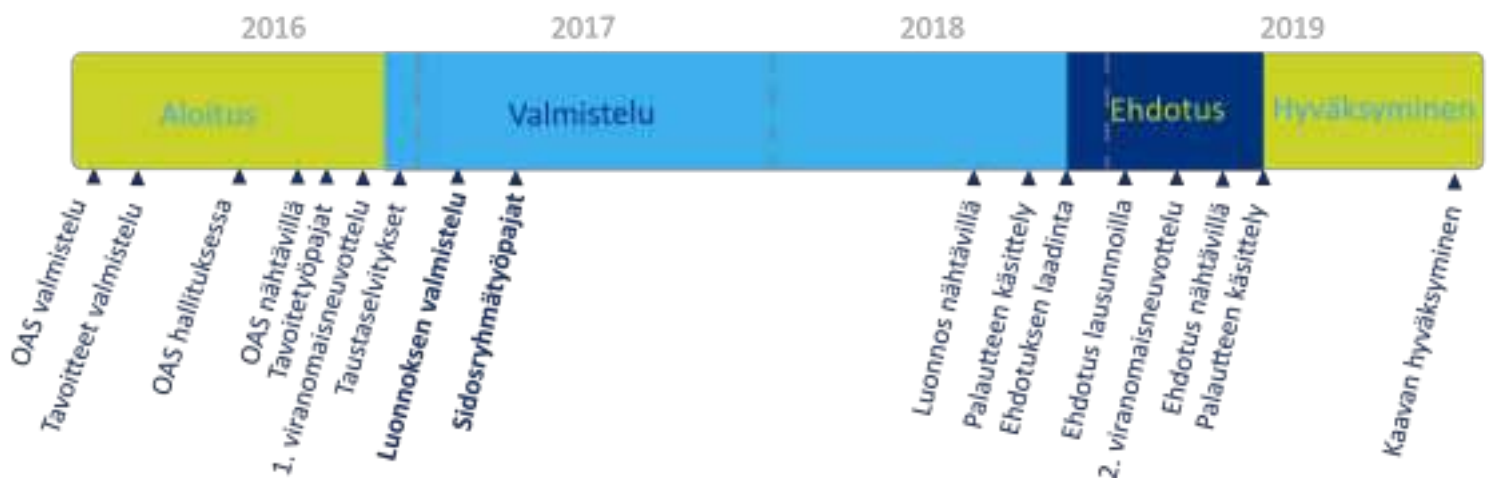 2016
2017
2018
2019
Aloitus
Valmistelu
Ehdotus
Hyväksyminen
OAS valmistelu
Tavoitteet valmistelu
OAS hallituksessa
OAS nähtävillä
Tavoitetyöpajat
1. viranomaisneuvottelu
Taustaselvitykset
Luonnoksen valmistelu
Sidosryhmätyöpajat
Luonnos nähtävillä
Palautteen käsittely
Ehdotuksen laadinta
Ehdotus lausunnoilla
2. viranomaisneuvottelu
Ehdotus nähtävillä
Palautteen käsittely
Kaavan hyväksyminen